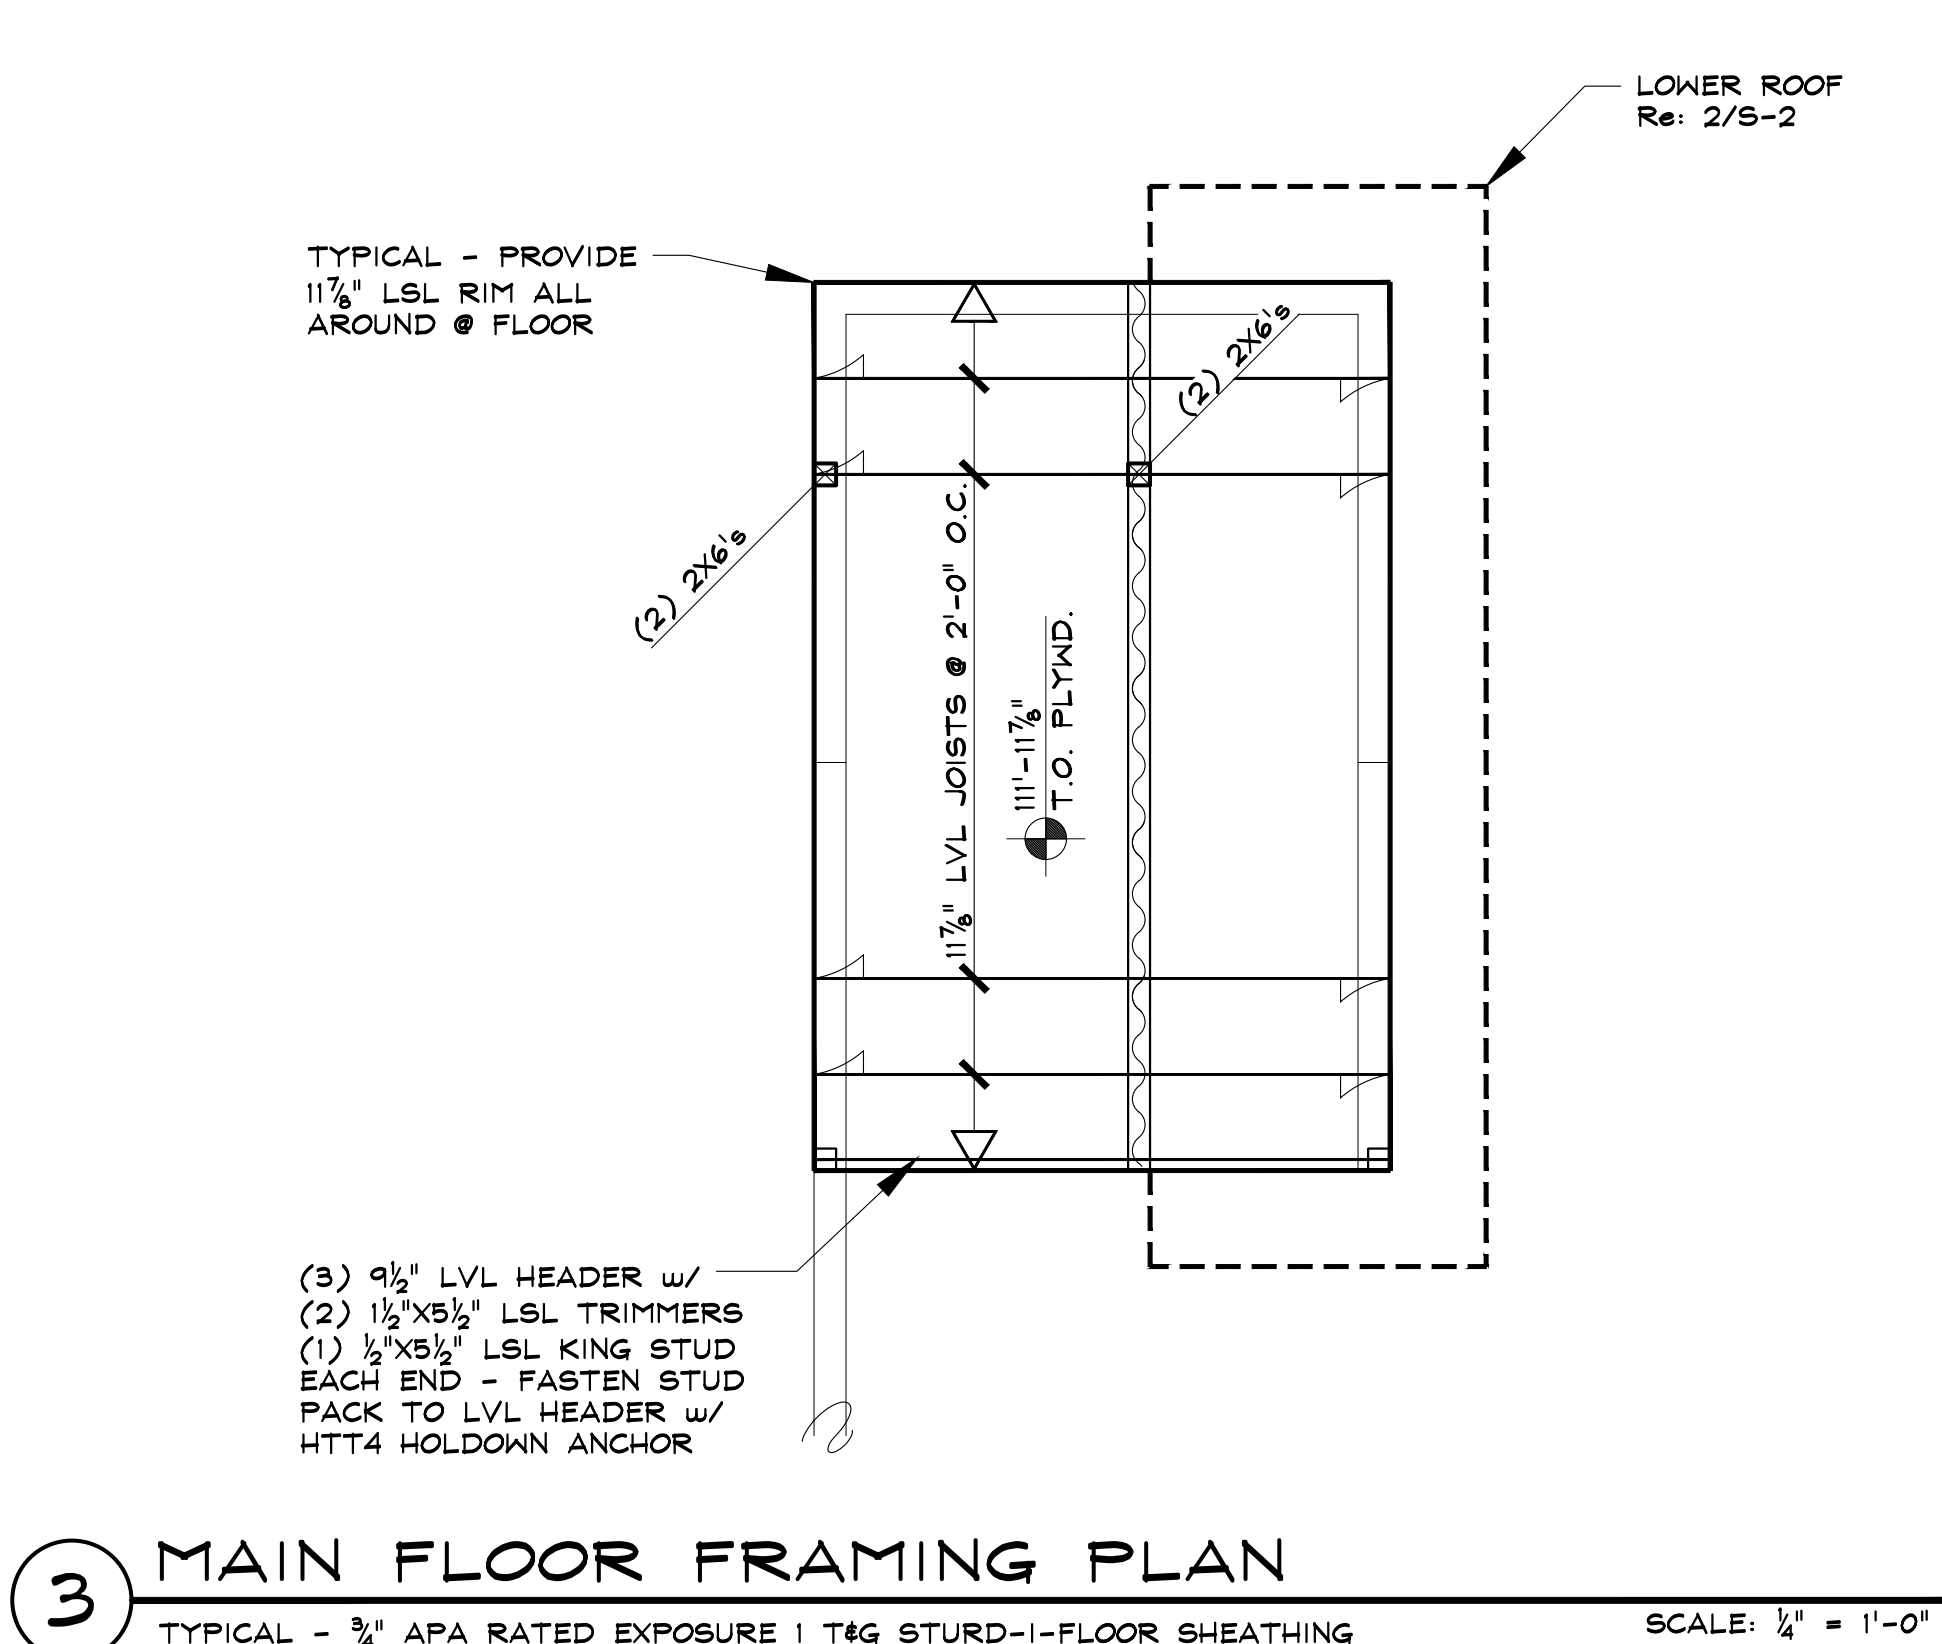 LOWER ROOF
Re: 2/S-2
TYPICAL - PROVIDE
11⅞" LSL RIM ALL
AROUND @ FLOOR
(2) 2X6's
(2) 2X6's
11⅞" LVL JOISTS @ 2'-0" O.C.
111'-11⅞"
T.O. PLYWD.
(3) 9½" LVL HEADER w/
(2) 1½"X5½" LSL TRIMMERS
(1) ½"X5½" LSL KING STUD
EACH END - FASTEN STUD
PACK TO LVL HEADER w/
HTT4 HOLDOWN ANCHOR
3
MAIN FLOOR FRAMING PLAN
TYPICAL - ¾" APA RATED EXPOSURE 1 T&G STURD-I-FLOOR SHEATHING
SCALE: ¼" = 1'-0"